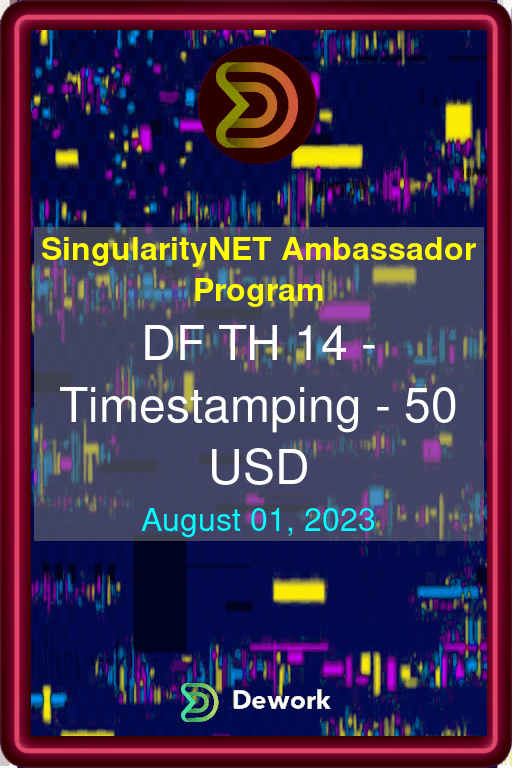 SingularityNET Ambassador
Program
DF TH 14 -
Timestamping - 50
USD
August 01, 2023
Dework